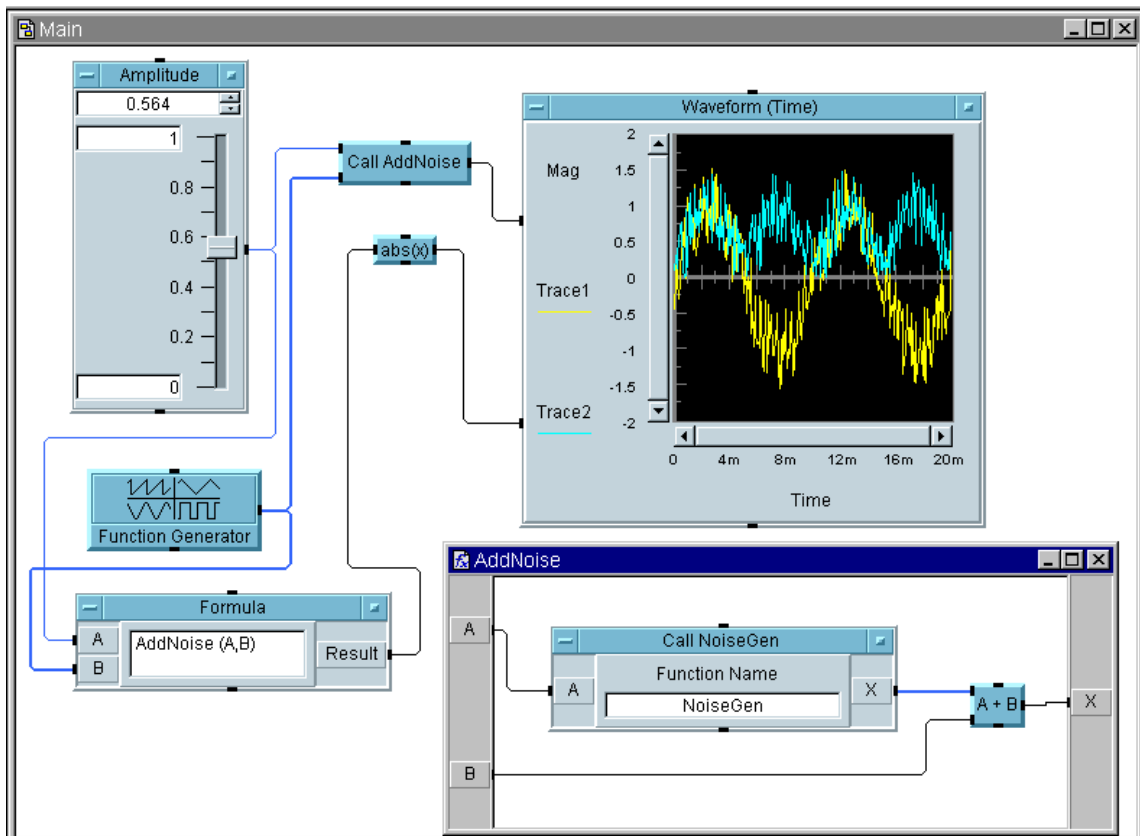 Main
Amplitude
0.564
1
0.8
0.6
0.4
0.2
0
Call AddNoise
abs(x)
Waveform (Time)
Mag
Trace1
Trace2
2
1.5
1
0.5
0
-0.5
-1
-1.5
-2
0 4m 8m 12m 16m 20m
Time
Function Generator
Formula
A
B
AddNoise (A,B)
Result
AddNoise
A
B
Call NoiseGen
Function Name
A
NoiseGen
X
A + B
X